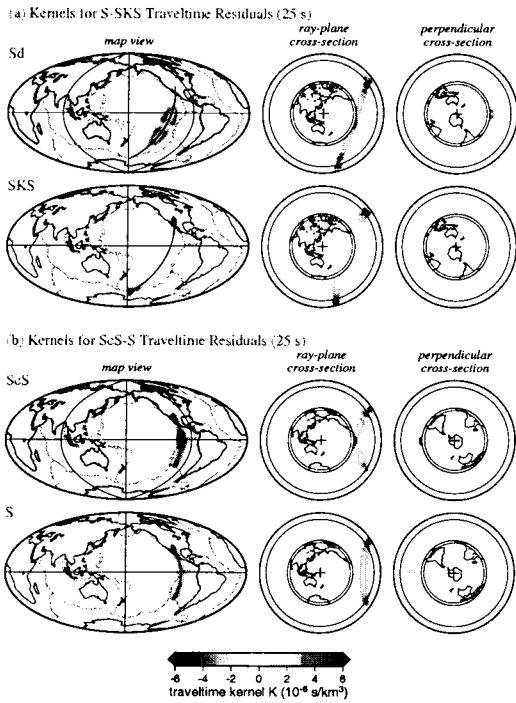 (a) Kernels for S-SKS Traveltime Residuals (25 s)
map view
ray-plane cross-section
perpendicular cross-section
Sd
SKS
(b) Kernels for ScS-S Traveltime Residuals (25 s)
map view
ray-plane cross-section
perpendicular cross-section
ScS
S
-6 -4 -2 0 2 4 6
traveltime kernel K (10⁻⁶ s/km³)